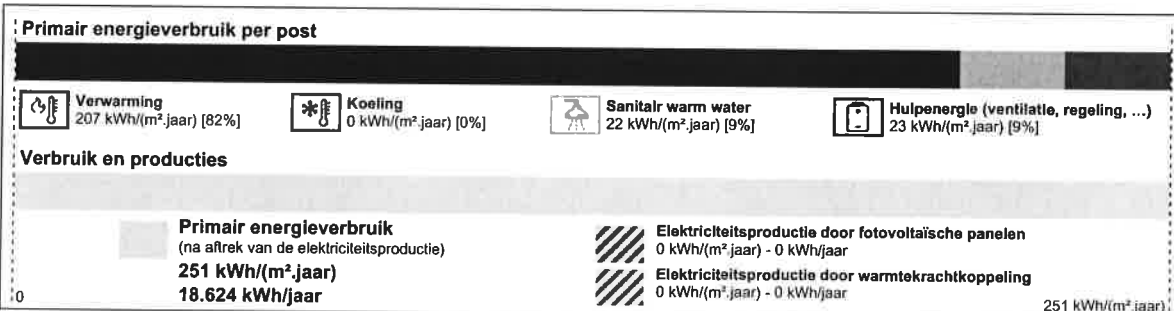 Primair energieverbruik per post
Verwarming
207 kWh/(m².jaar) [82%]
Koeling
0 kWh/(m².jaar) [0%]
Sanitair warm water
22 kWh/(m².jaar) [9%]
Hulpenergie (ventilatie, regeling, ...)
23 kWh/(m².jaar) [9%]
Verbruik en producties
Primair energieverbruik
(na aftrek van de elektriciteitsproductie)
251 kWh/(m².jaar)
18.624 kWh/jaar
Elektriciteitsproductie door fotovoltaïsche panelen
0 kWh/(m².jaar) - 0 kWh/jaar
Elektriciteitsproductie door warmtekrachtkoppeling
0 kWh/(m².jaar) - 0 kWh/jaar
0
251 kWh/(m².jaar)